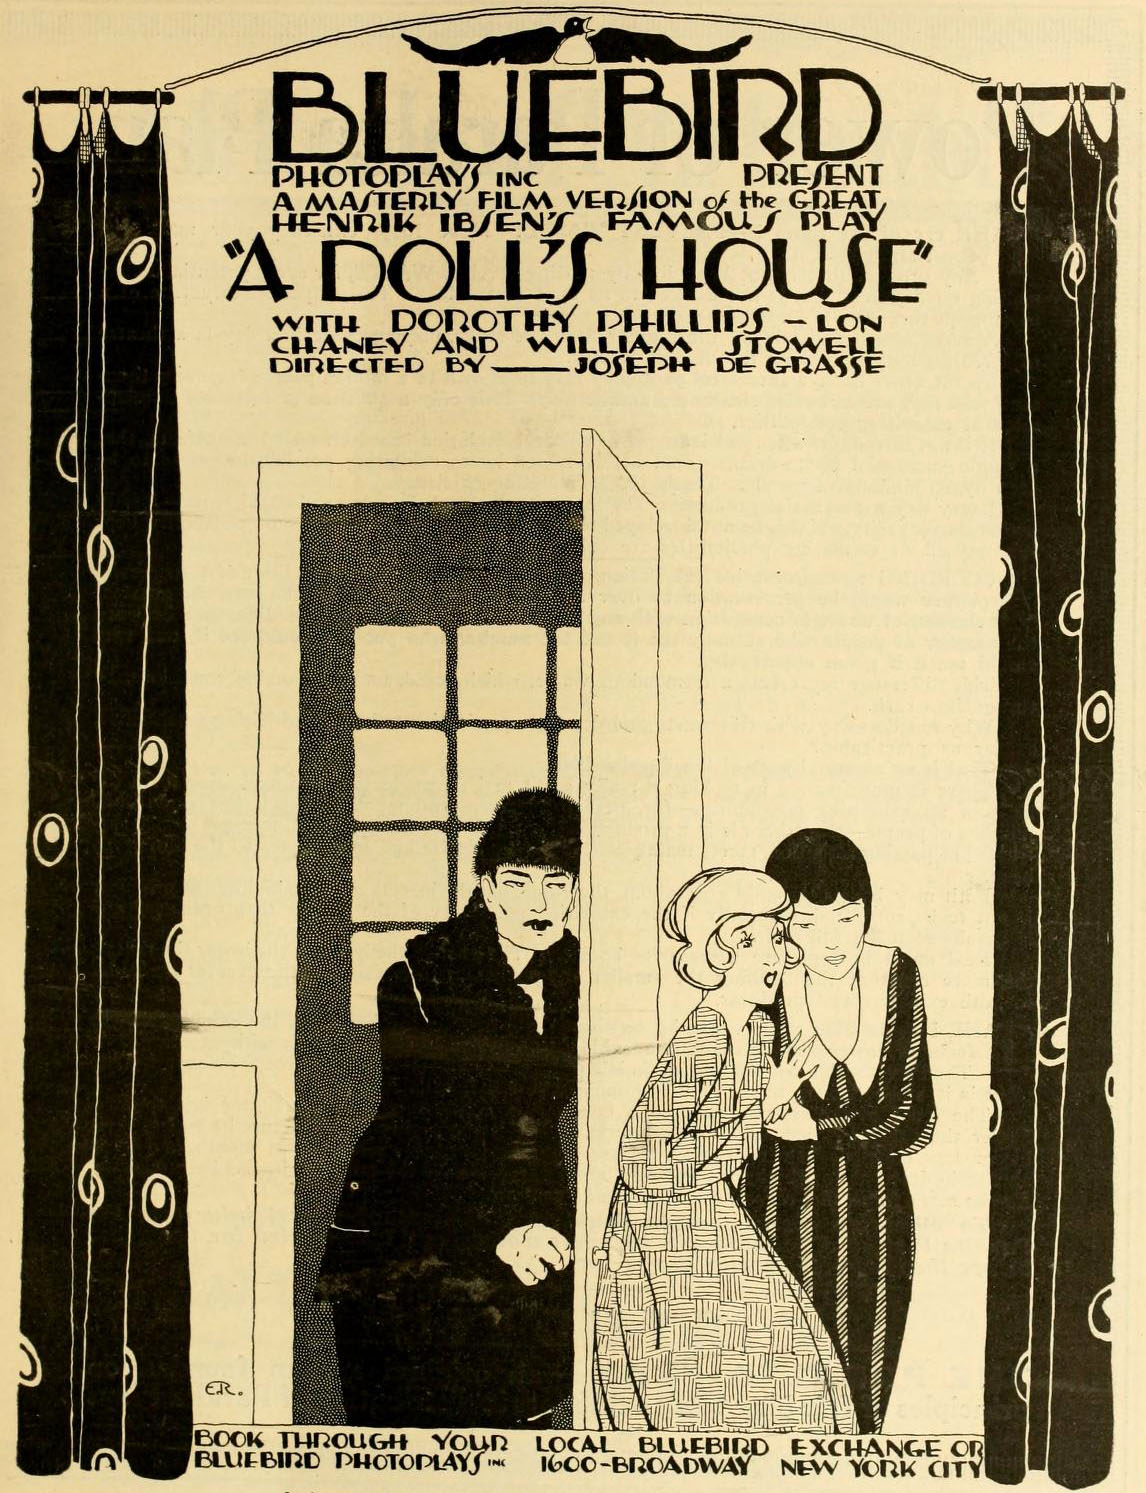 BLUEBIRD
PHOTOPLAYS INC PRESENT
A MASTERLY FILM VERSION of the GREAT
HENRIK IBSEN'S FAMOUS PLAY
"A DOLL'S HOUSE"
WITH DOROTHY PHILLIPS - LON
CHANEY AND WILLIAM STOWELL
DIRECTED BY — JOSEPH DE GRASSE
E.R.
BOOK THROUGH YOUR LOCAL BLUEBIRD EXCHANGE OR
BLUEBIRD PHOTOPLAYS INC 1600-BROADWAY NEW YORK CITY